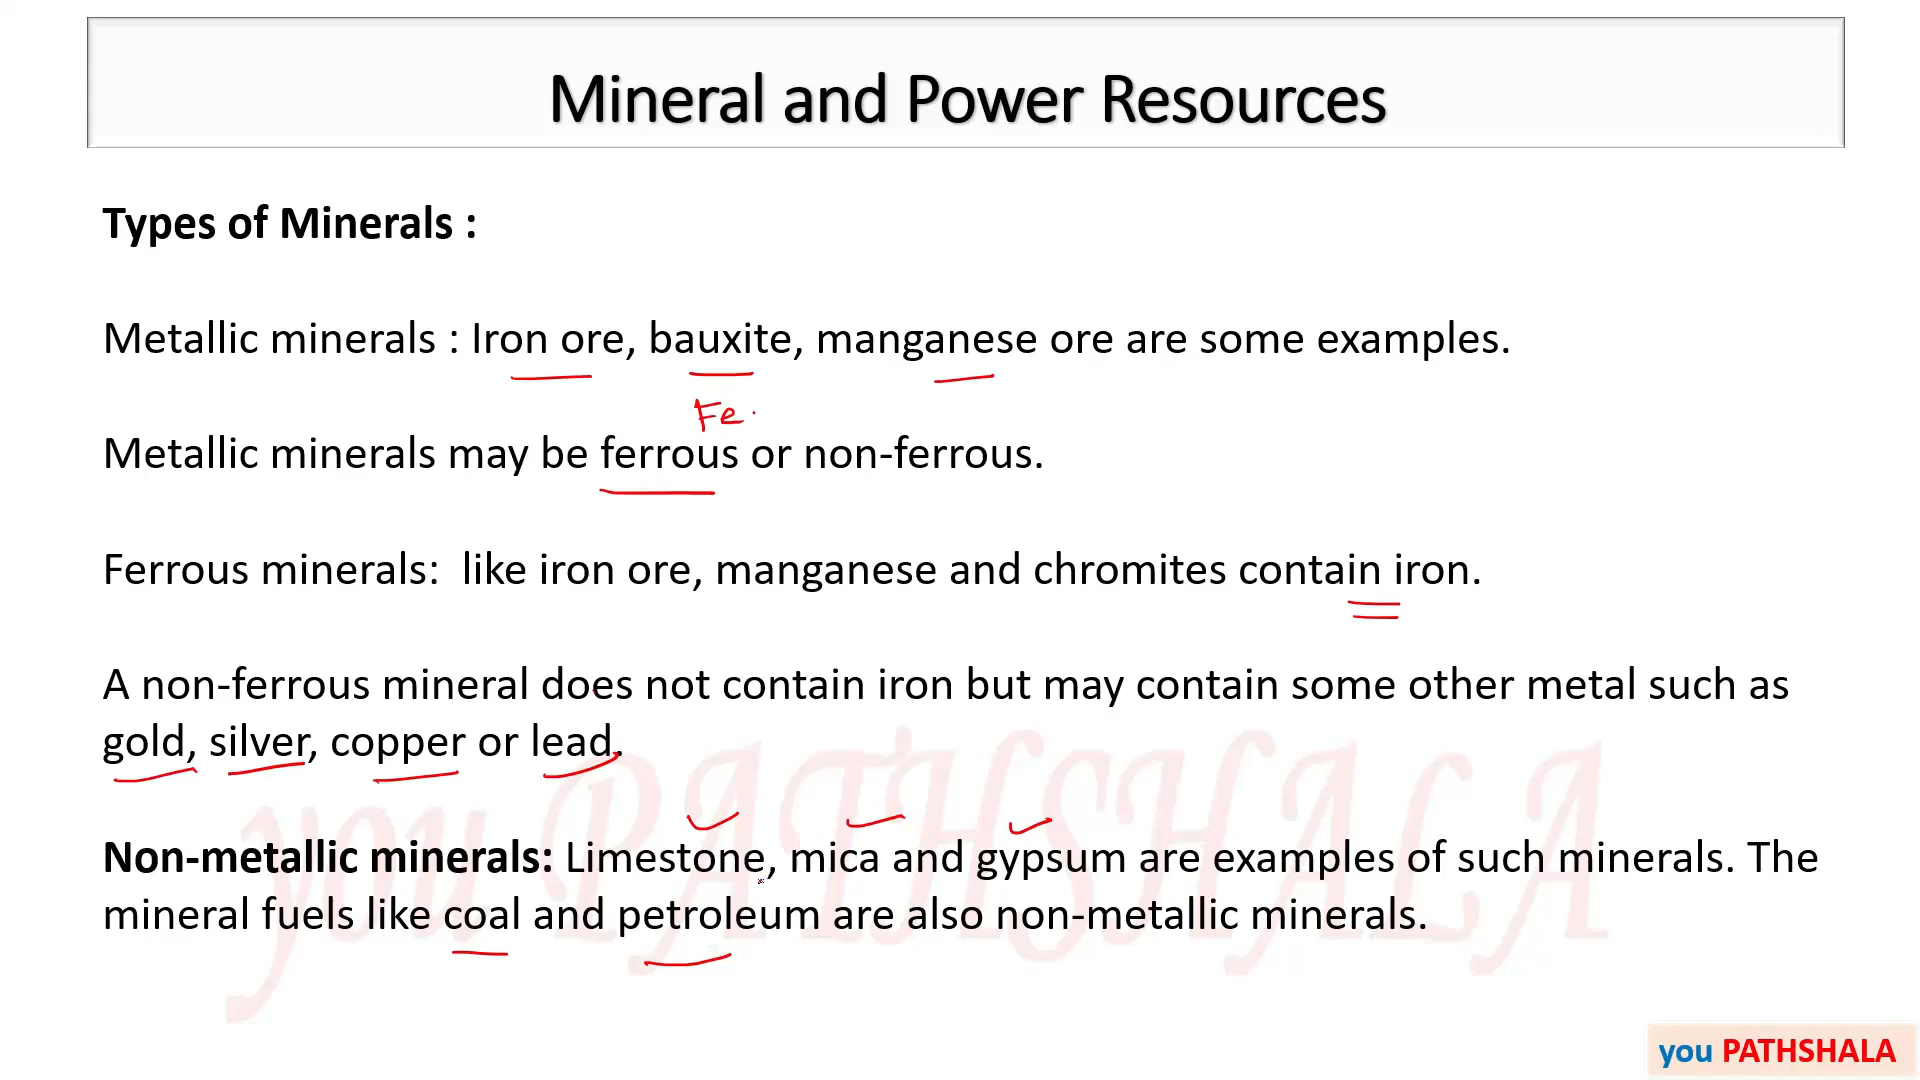 Mineral and Power Resources
Types of Minerals :
Metallic minerals : Iron ore, bauxite, manganese ore are some examples.
Fe
Metallic minerals may be ferrous or non-ferrous.
Ferrous minerals:  like iron ore, manganese and chromites contain iron.
A non-ferrous mineral does not contain iron but may contain some other metal such as
gold, silver, copper or lead.
Non-metallic minerals: Limestone, mica and gypsum are examples of such minerals. The
mineral fuels like coal and petroleum are also non-metallic minerals.
you PATHSHALA
you PATHSHALA